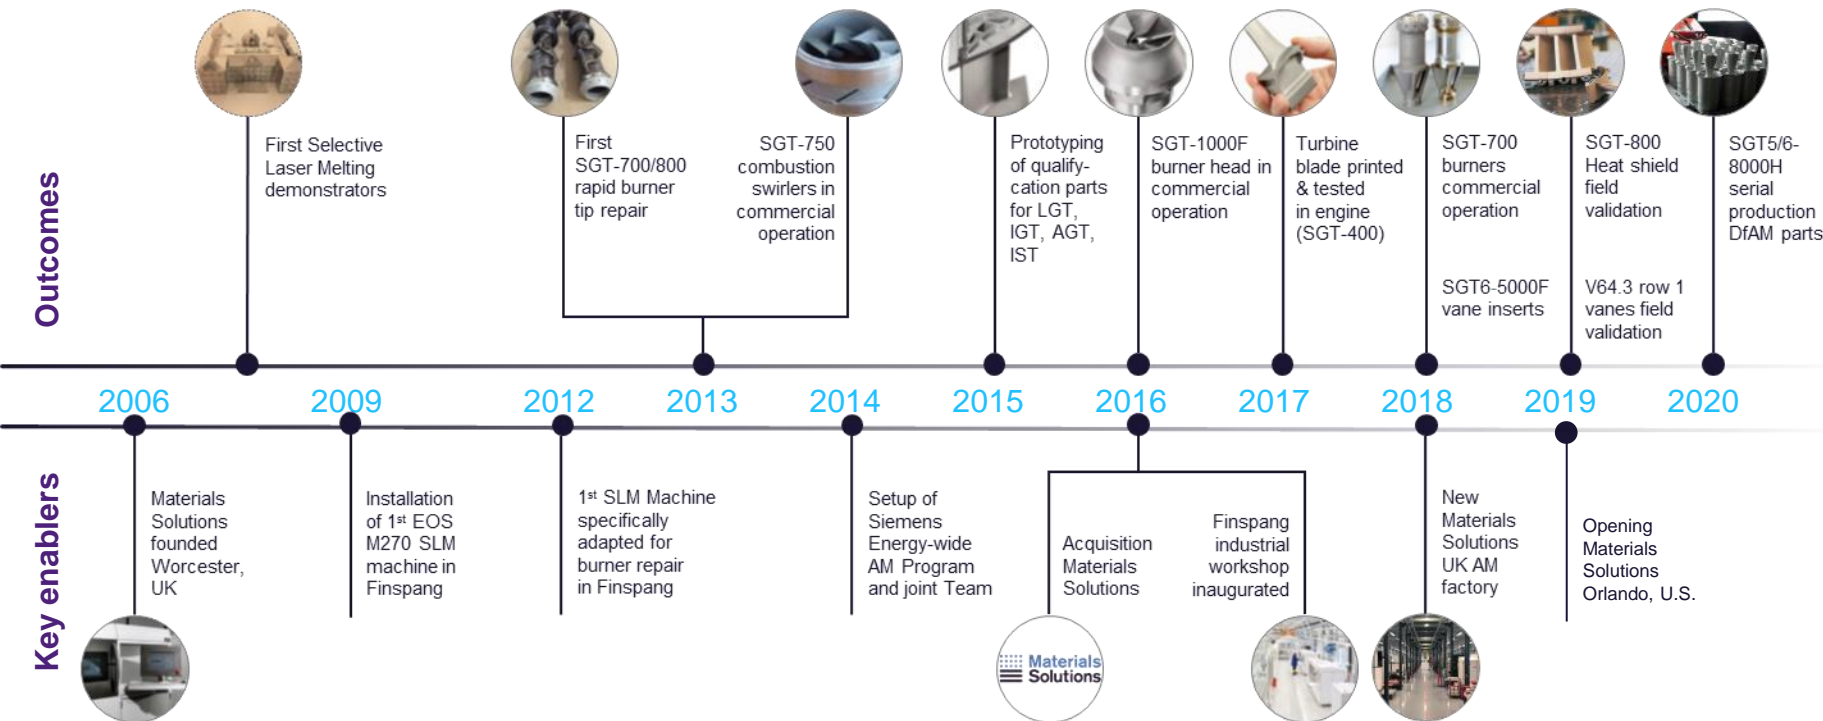 Outcomes
First Selective
Laser Melting
demonstrators
First
SGT-700/800
rapid burner
tip repair
SGT-750
combustion
swirlers in
commercial
operation
Prototyping
of qualify-
cation parts
for LGT,
IGT, AGT,
IST
SGT-1000F
burner head in
commercial
operation
Turbine
blade printed
& tested
in engine
(SGT-400)
SGT-700
burners
commercial
operation
SGT6-5000F
vane inserts
SGT-800
Heat shield
field
validation
V64.3 row 1
vanes field
validation
SGT5/6-
8000H
serial
production
DfAM parts
2006
2009
2012
2013
2014
2015
2016
2017
2018
2019
2020
Key enablers
Materials
Solutions
founded
Worcester,
UK
Installation
of 1st EOS
M270 SLM
machine in
Finspang
1st SLM Machine
specifically
adapted for
burner repair
in Finspang
Setup of
Siemens
Energy-wide
AM Program
and joint Team
Acquisition
Materials
Solutions
Materials
Solutions
Finspang
industrial
workshop
inaugurated
New
Materials
Solutions
UK AM
factory
Opening
Materials
Solutions
Orlando, U.S.